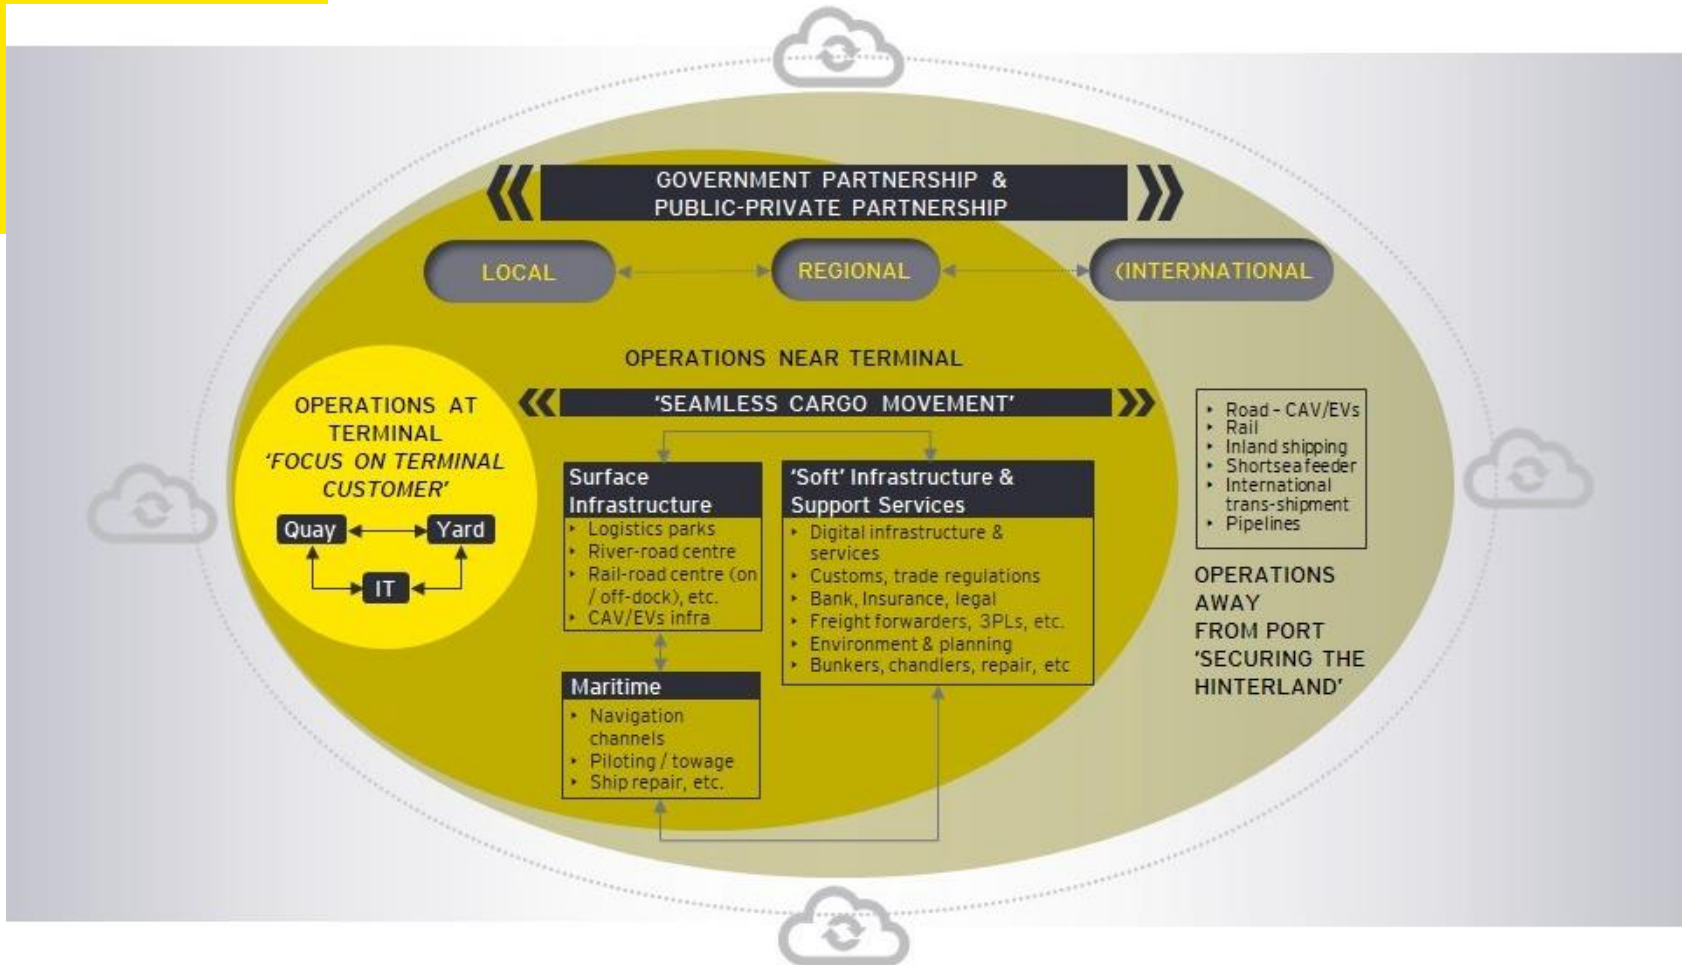 GOVERNMENT PARTNERSHIP &
PUBLIC-PRIVATE PARTNERSHIP
LOCAL
REGIONAL
(INTER)NATIONAL
OPERATIONS NEAR TERMINAL
'SEAMLESS CARGO MOVEMENT'
OPERATIONS AT
TERMINAL
'FOCUS ON TERMINAL
CUSTOMER'
Quay
Yard
IT
Surface
Infrastructure
‣ Logistics parks
‣ River-road centre
‣ Rail-road centre (on
/ off-dock), etc.
‣ CAV/EVs infra
Maritime
‣ Navigation
channels
‣ Piloting / towage
‣ Ship repair, etc.
'Soft' Infrastructure &
Support Services
‣ Digital infrastructure &
services
‣ Customs, trade regulations
‣ Bank, Insurance, legal
‣ Freight forwarders, 3PLs, etc.
‣ Environment & planning
‣ Bunkers, chandlers, repair, etc
‣ Road - CAV/EVs
‣ Rail
‣ Inland shipping
‣ Shortsea feeder
‣ International
trans-shipment
‣ Pipelines
OPERATIONS
AWAY
FROM PORT
'SECURING THE
HINTERLAND'